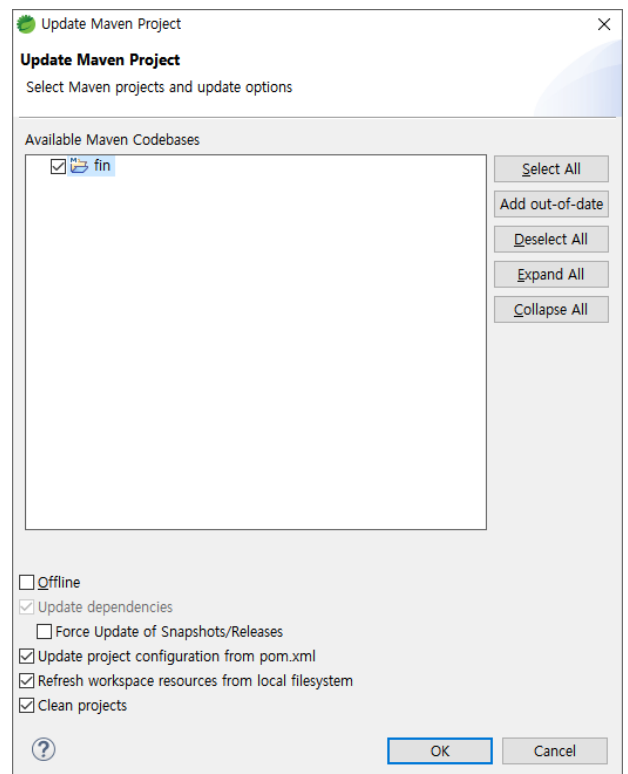 Update Maven Project
Update Maven Project
Select Maven projects and update options
Available Maven Codebases
fin
Select All
Add out-of-date
Deselect All
Expand All
Collapse All
Offline
Update dependencies
Force Update of Snapshots/Releases
Update project configuration from pom.xml
Refresh workspace resources from local filesystem
Clean projects
?
OK
Cancel